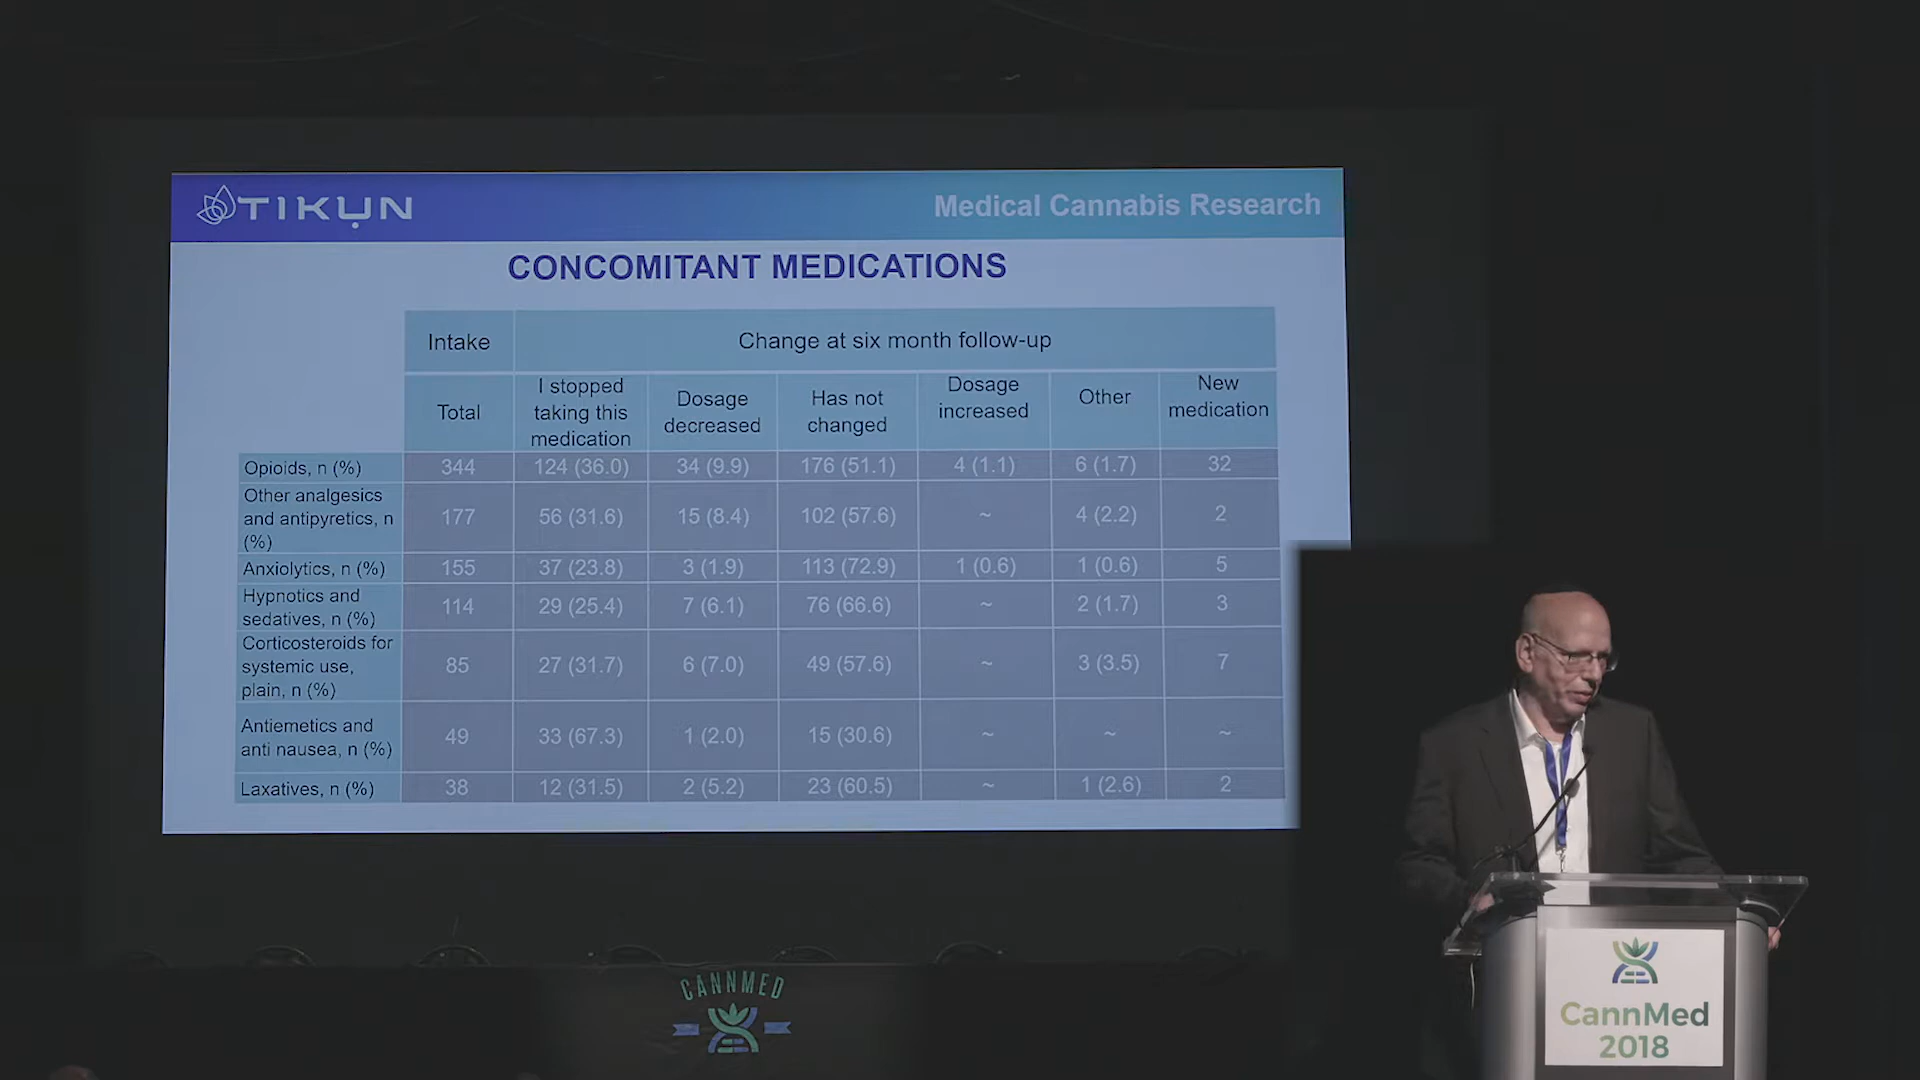 TIKUN
Medical Cannabis Research
CONCOMITANT MEDICATIONS
Intake
Change at six month follow-up
Total
I stopped
taking this
medication
Dosage
decreased
Has not
changed
Dosage
increased
Other
New
medication
Opioids, n (%)
344
124 (36.0)
34 (9.9)
176 (51.1)
4 (1.1)
6 (1.7)
32
Other analgesics
and antipyretics, n
(%)
177
56 (31.6)
15 (8.4)
102 (57.6)
~
4 (2.2)
2
Anxiolytics, n (%)
155
37 (23.8)
3 (1.9)
113 (72.9)
1 (0.6)
1 (0.6)
5
Hypnotics and
sedatives, n (%)
114
29 (25.4)
7 (6.1)
76 (66.6)
~
2 (1.7)
3
Corticosteroids for
systemic use,
plain, n (%)
85
27 (31.7)
6 (7.0)
49 (57.6)
~
3 (3.5)
7
Antiemetics and
anti nausea, n (%)
49
33 (67.3)
1 (2.0)
15 (30.6)
~
~
~
Laxatives, n (%)
38
12 (31.5)
2 (5.2)
23 (60.5)
~
1 (2.6)
2
CANNMED
CannMed
2018